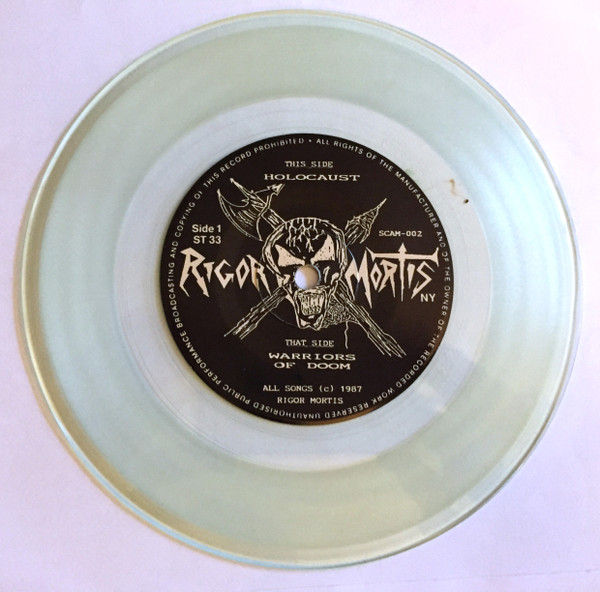 ALL RIGHTS OF THE MANUFACTURER AND OF THE OWNER OF THE RECORDED WORK RESERVED UNAUTHORISED PUBLIC PERFORMANCE BROADCASTING AND COPYING OF THIS RECORD PROHIBITED •
THIS SIDE
HOLOCAUST
Side 1
ST 33
SCAM-002
RIGOR MORTIS
NY
THAT SIDE
WARRIORS
OF DOOM
ALL SONGS (c) 1987
RIGOR MORTIS